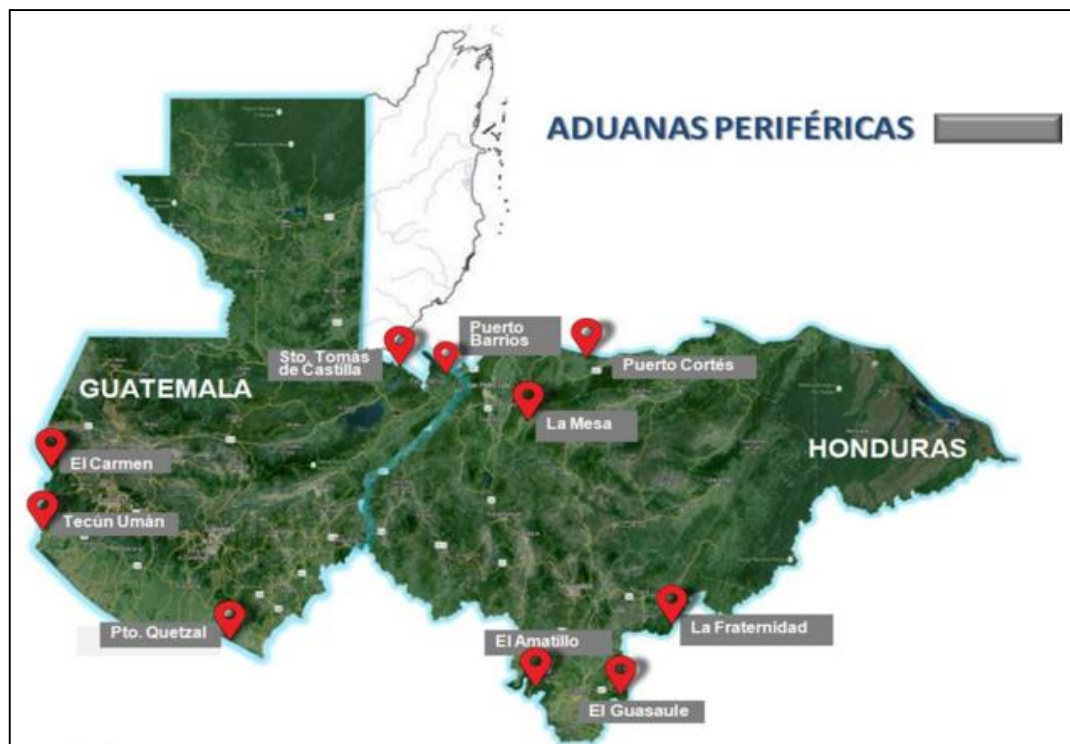 ADUANAS PERIFÉRICAS
Puerto
Barrios
Sto. Tomás
de Castilla
Puerto Cortés
GUATEMALA
La Mesa
HONDURAS
El Carmen
Tecún Umán
Pto. Quetzal
La Fraternidad
El Amatillo
El Guasaule